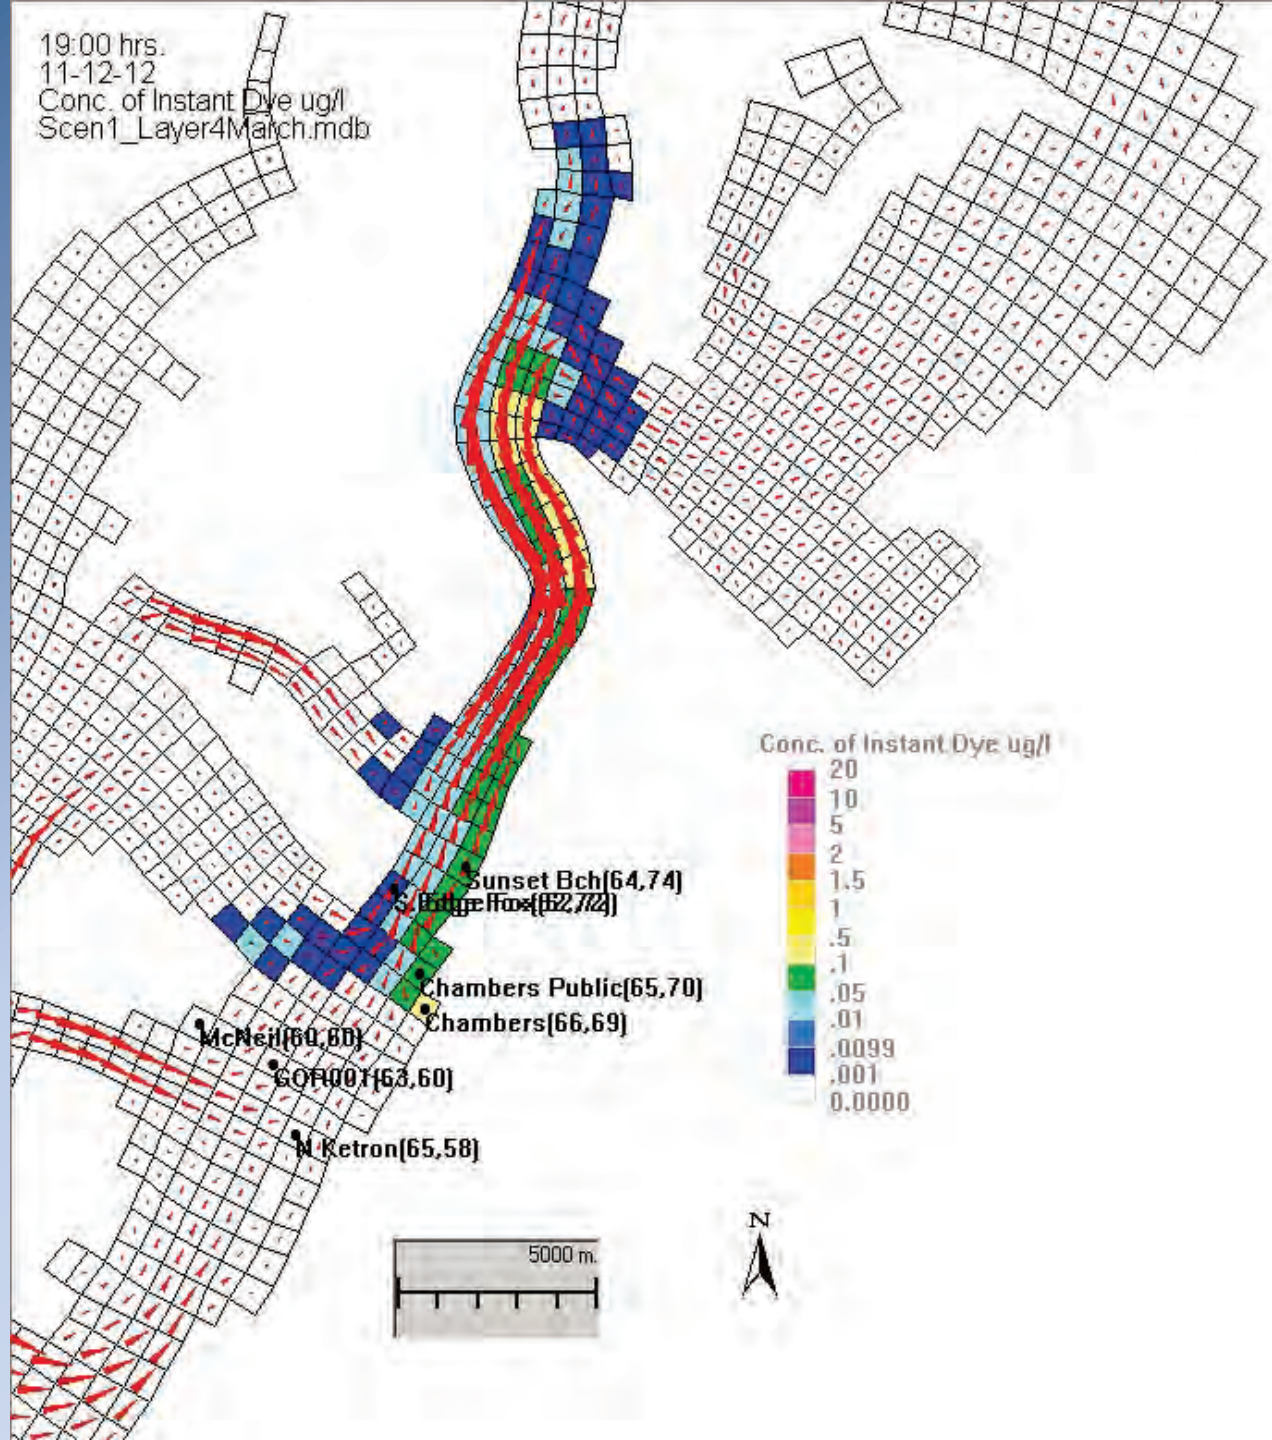 19:00 hrs.
11-12-12
Conc. of Instant Dye ug/l
Scen1_Layer4March.mdb
Conc. of Instant Dye ug/l
20
10
5
2
1.5
1
.5
.1
.05
.01
.0099
.001
0.0000
Sunset Bch(64,74)
Chambers Public(65,70)
Chambers(66,69)
McNeil(60,60)
GOR001(63,60)
N Ketron(65,58)
5000 m.
N